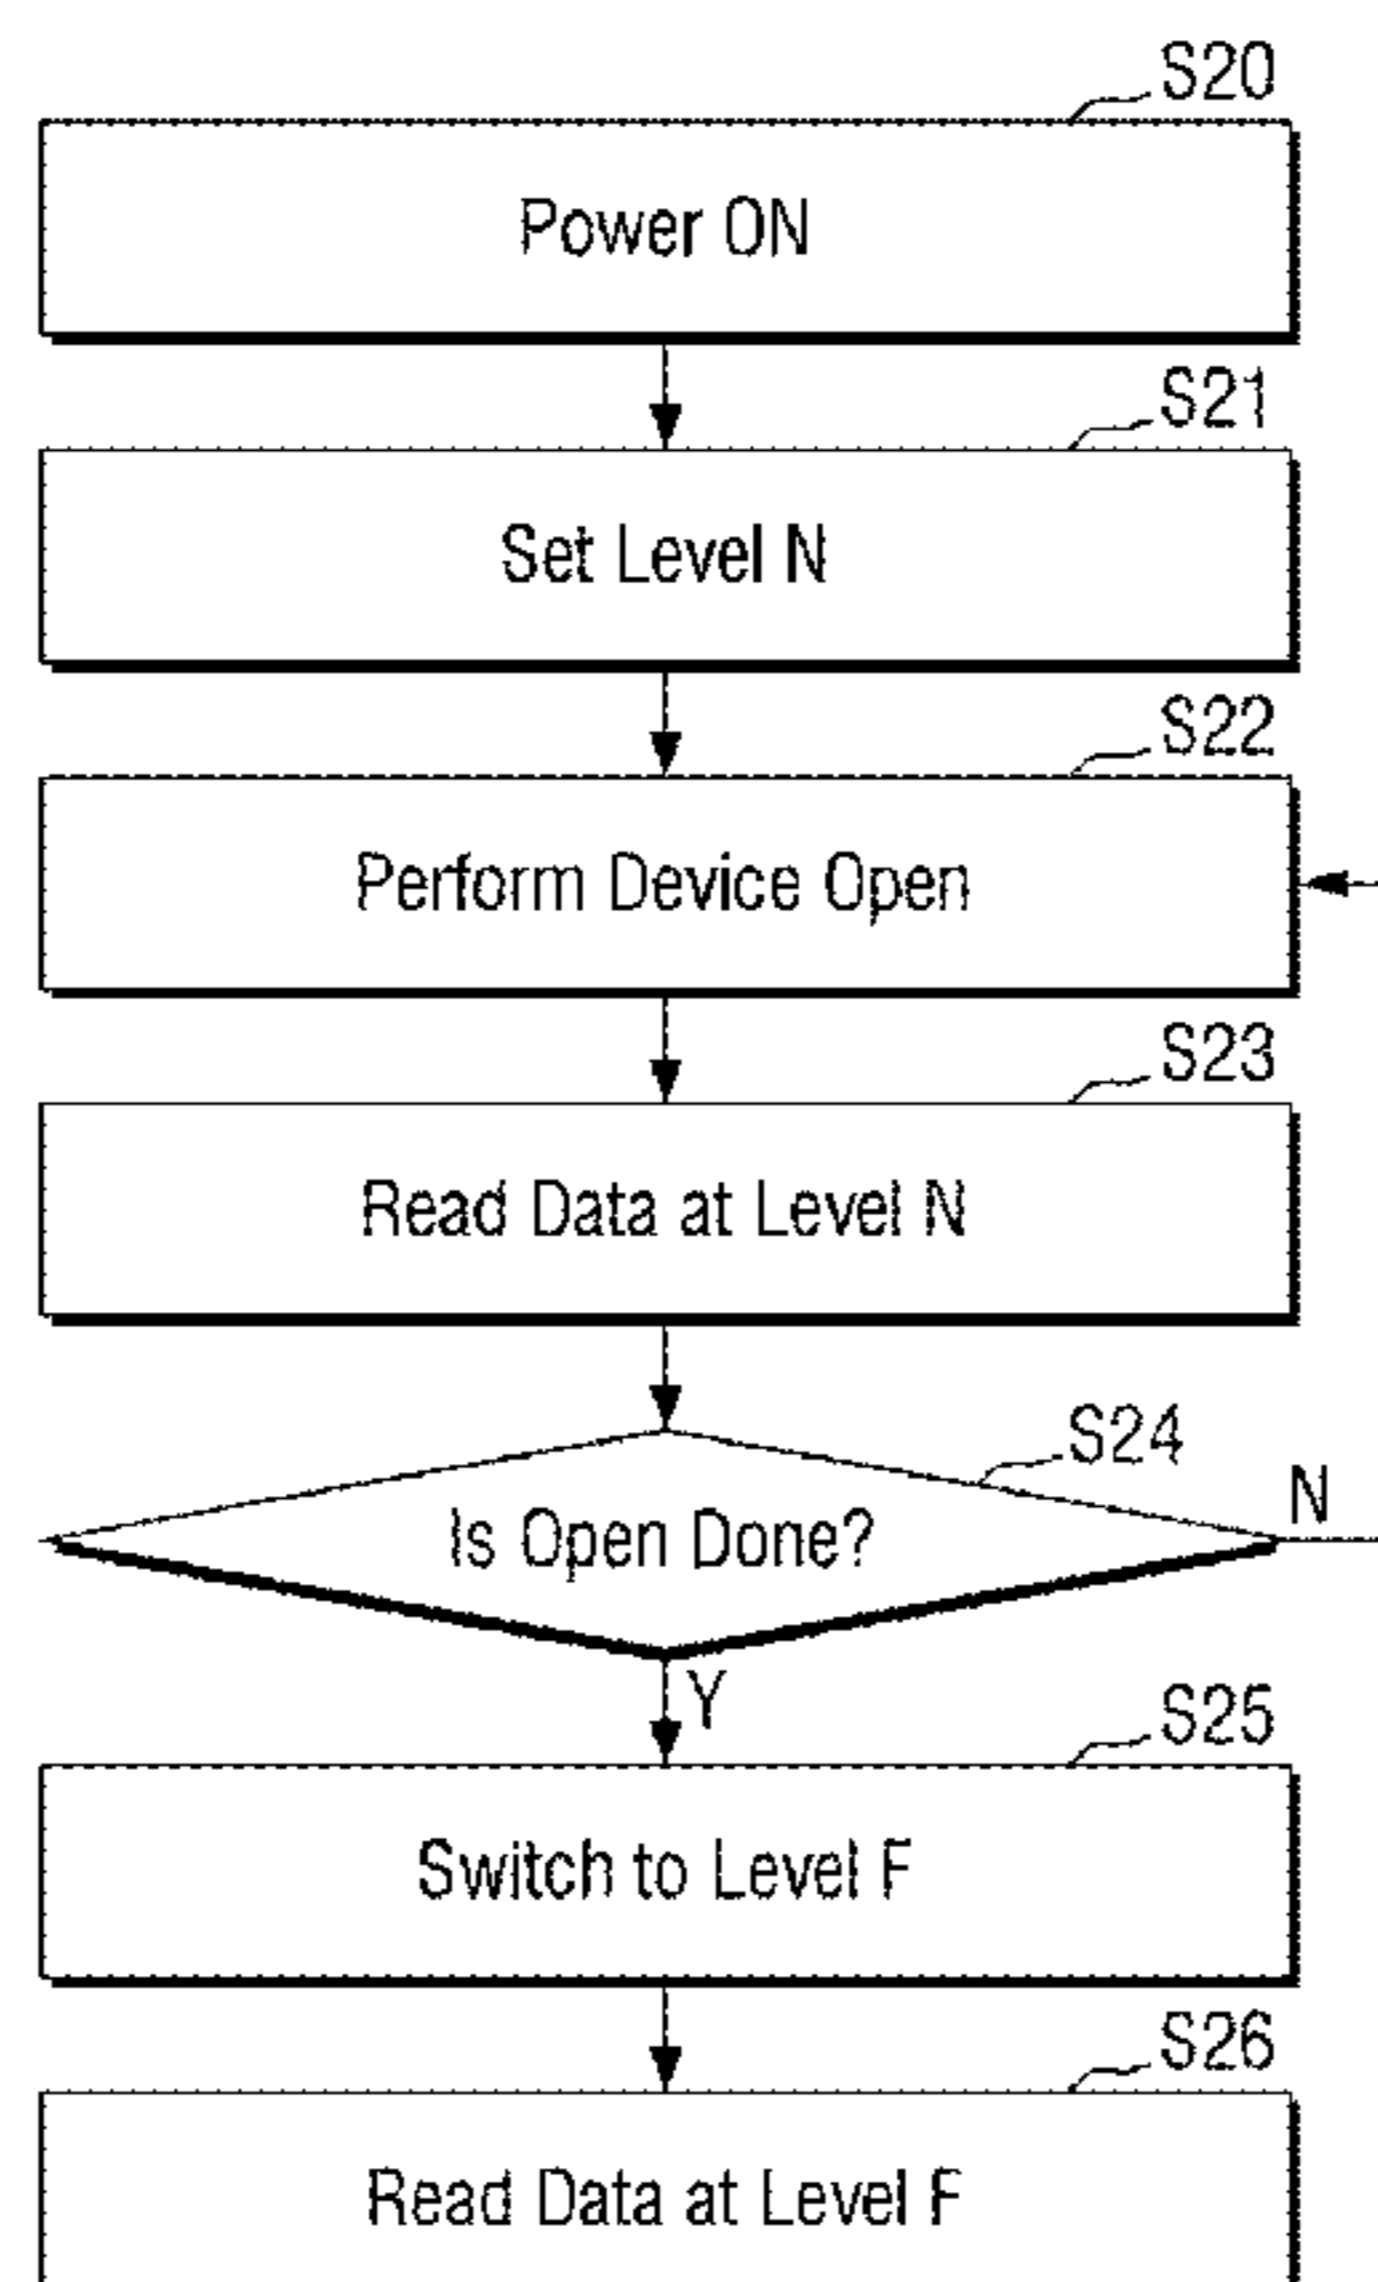 S20
Power ON
S21
Set Level N
S22
Perform Device Open
S23
Read Data at Level N
S24
Is Open Done?
N
Y
S25
Switch to Level F
S26
Read Data at Level F